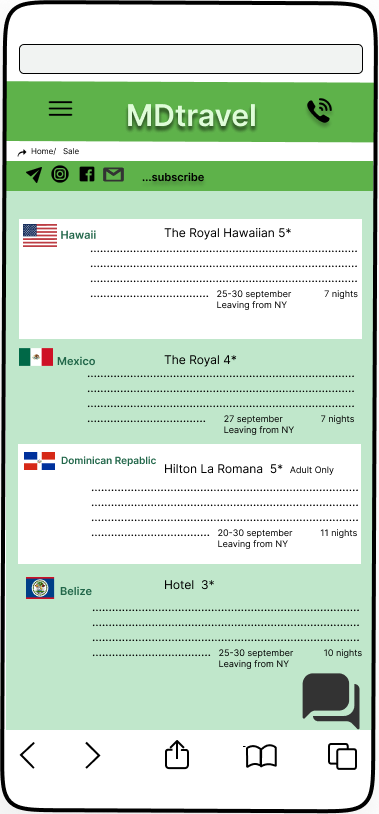 MDtravel
Home/ Sale
...subscribe
Hawaii
The Royal Hawaiian 5*
25-30 september 7 nights
Leaving from NY
Mexico
The Royal 4*
27 september 7 nights
Leaving from NY
Dominican Repablic
Hilton La Romana 5* Adult Only
20-30 september 11 nights
Leaving from NY
Belize
Hotel 3*
25-30 september 10 nights
Leaving from NY